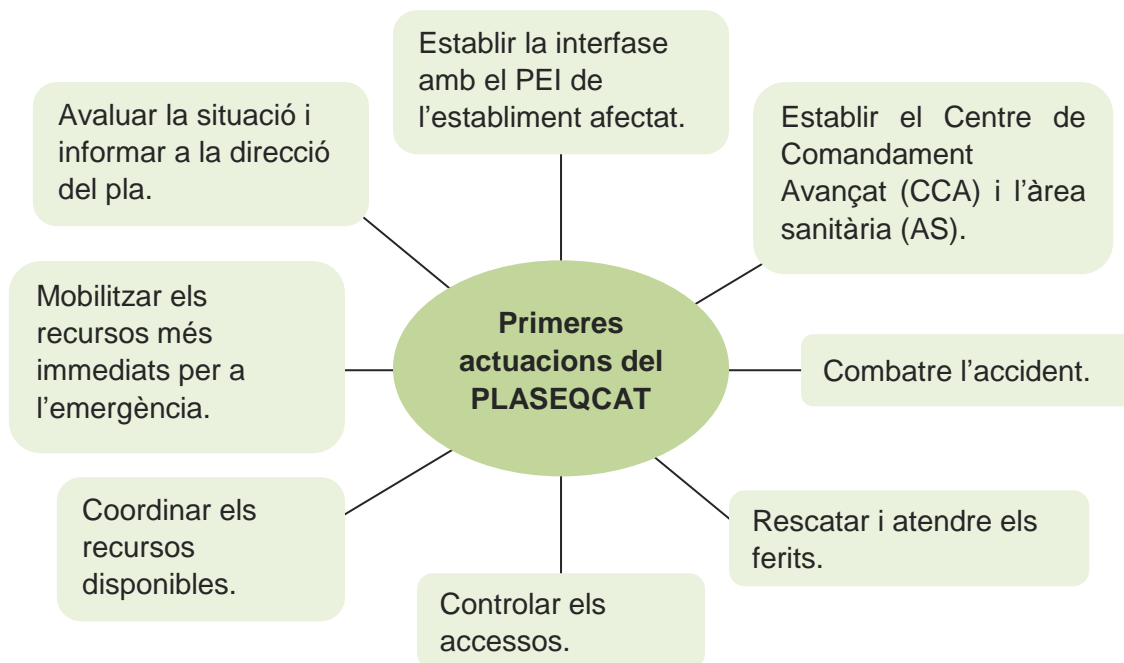 Establir la interfase
amb el PEI de
l'establiment afectat.
Avaluar la situació i
informar a la direcció
del pla.
Establir el Centre de
Comandament
Avançat (CCA) i l'àrea
sanitària (AS).
Mobilitzar els
recursos més
immediats per a
l'emergència.
Primeres
actuacions del
PLASEQCAT
Combatre l'accident.
Coordinar els
recursos
disponibles.
Rescatar i atendre els
ferits.
Controlar els
accessos.